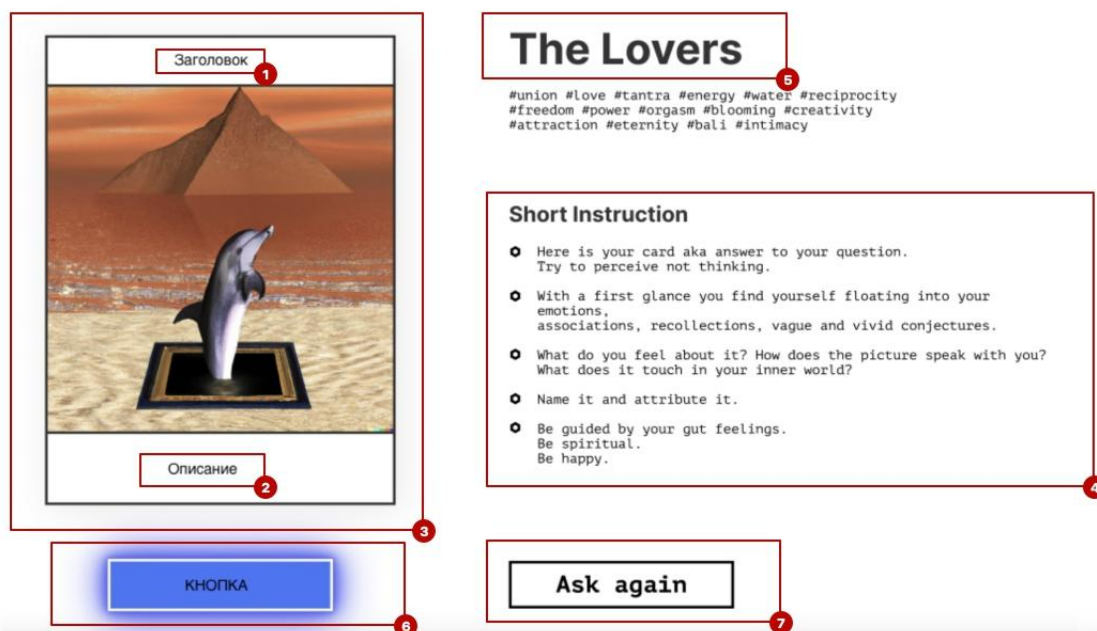 Заголовок
1
Описание
2
3
КНОПКА
6
The Lovers
5
#union #love #tantra #energy #water #reciprocity
#freedom #power #orgasm #blooming #creativity
#attraction #eternity #bali #intimacy
Short Instruction
Here is your card aka answer to your question.
Try to perceive not thinking.
With a first glance you find yourself floating into your
emotions,
associations, recollections, vague and vivid conjectures.
What do you feel about it? How does the picture speak with you?
What does it touch in your inner world?
Name it and attribute it.
Be guided by your gut feelings.
Be spiritual.
Be happy.
4
Ask again
7